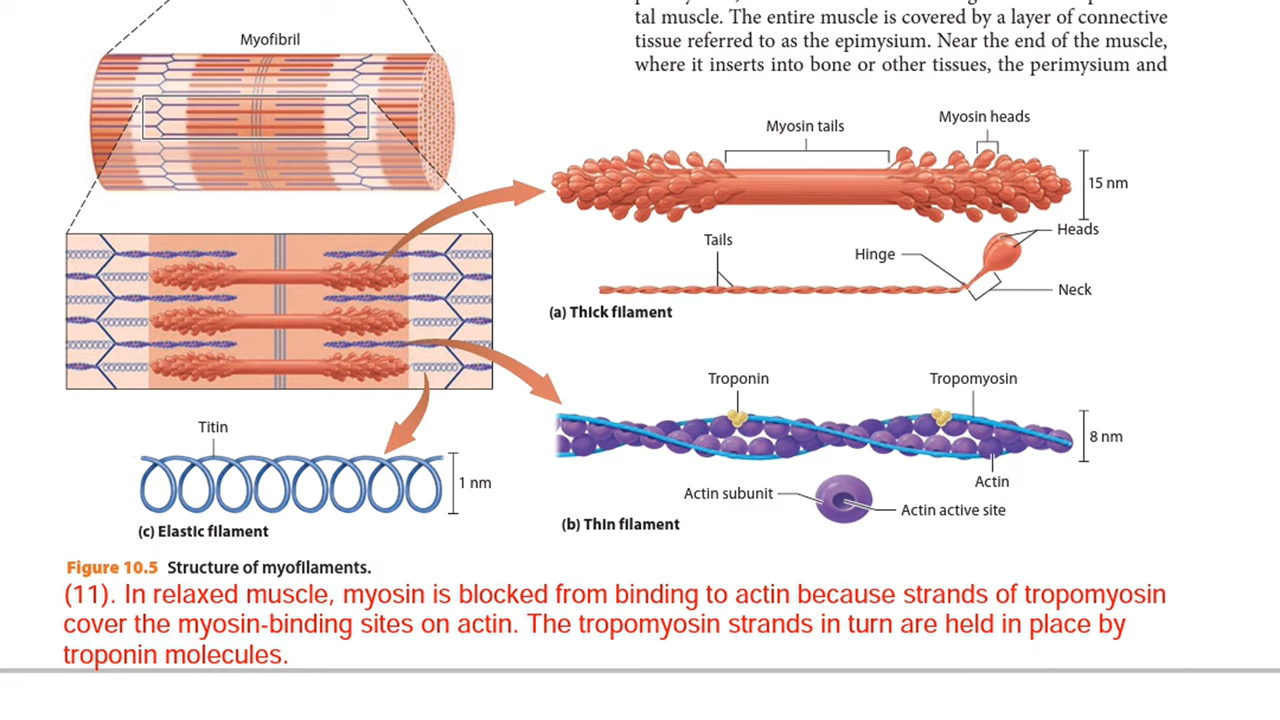 tal muscle. The entire muscle is covered by a layer of connective
tissue referred to as the epimysium. Near the end of the muscle,
where it inserts into bone or other tissues, the perimysium and
Myofibril
Myosin tails
Myosin heads
15 nm
Tails
Hinge
Heads
Neck
(a) Thick filament
Troponin
Tropomyosin
8 nm
Actin
Actin subunit
Actin active site
(b) Thin filament
Titin
1 nm
(c) Elastic filament
Figure 10.5 Structure of myofilaments.
(11). In relaxed muscle, myosin is blocked from binding to actin because strands of tropomyosin
cover the myosin-binding sites on actin. The tropomyosin strands in turn are held in place by
troponin molecules.